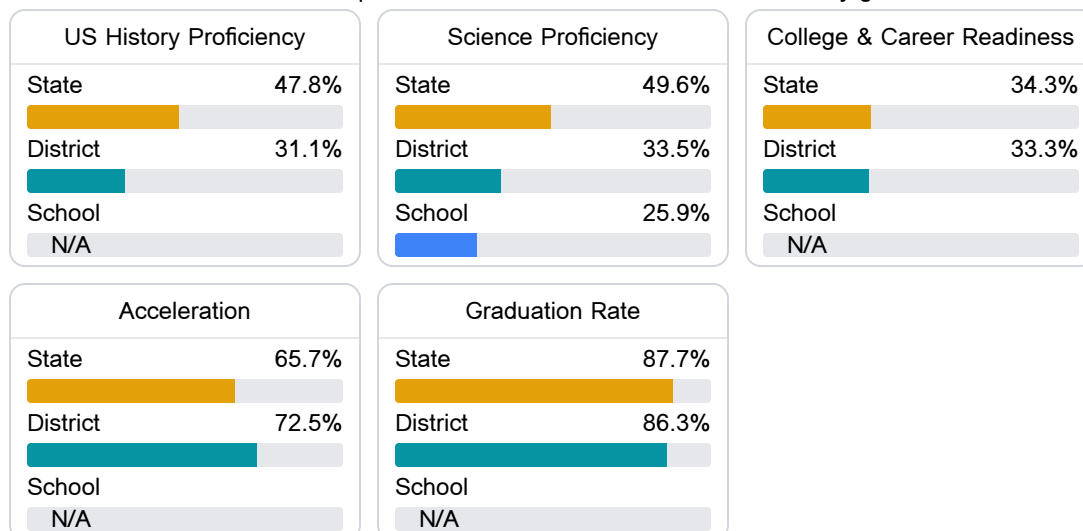 US History Proficiency
State 47.8%
District 31.1%
School
N/A
Science Proficiency
State 49.6%
District 33.5%
School 25.9%
College & Career Readiness
State 34.3%
District 33.3%
School
N/A
Acceleration
State 65.7%
District 72.5%
School
N/A
Graduation Rate
State 87.7%
District 86.3%
School
N/A